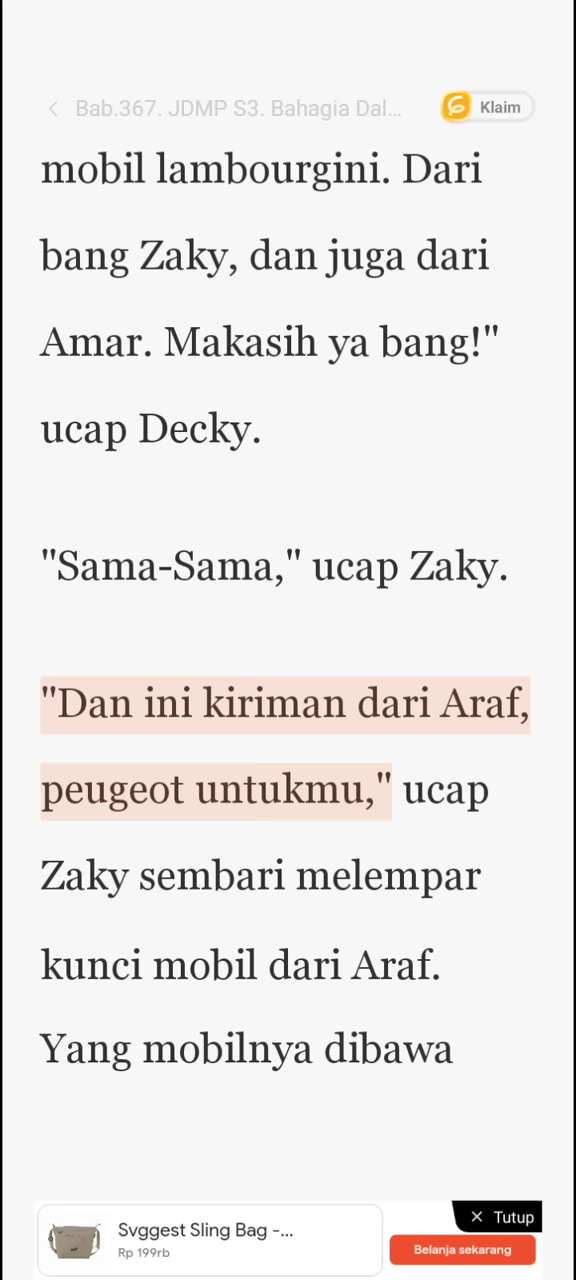 Bab.367. JDMP S3. Bahagia Dal...
Klaim
mobil lambourgini. Dari
bang Zaky, dan juga dari
Amar. Makasih ya bang!"
ucap Decky.
"Sama-Sama," ucap Zaky.
"Dan ini kiriman dari Araf,
peugeot untukmu," ucap
Zaky sembari melempar
kunci mobil dari Araf.
Yang mobilnya dibawa
Tutup
Svggest Sling Bag -...
Rp 199rb
Belanja sekarang